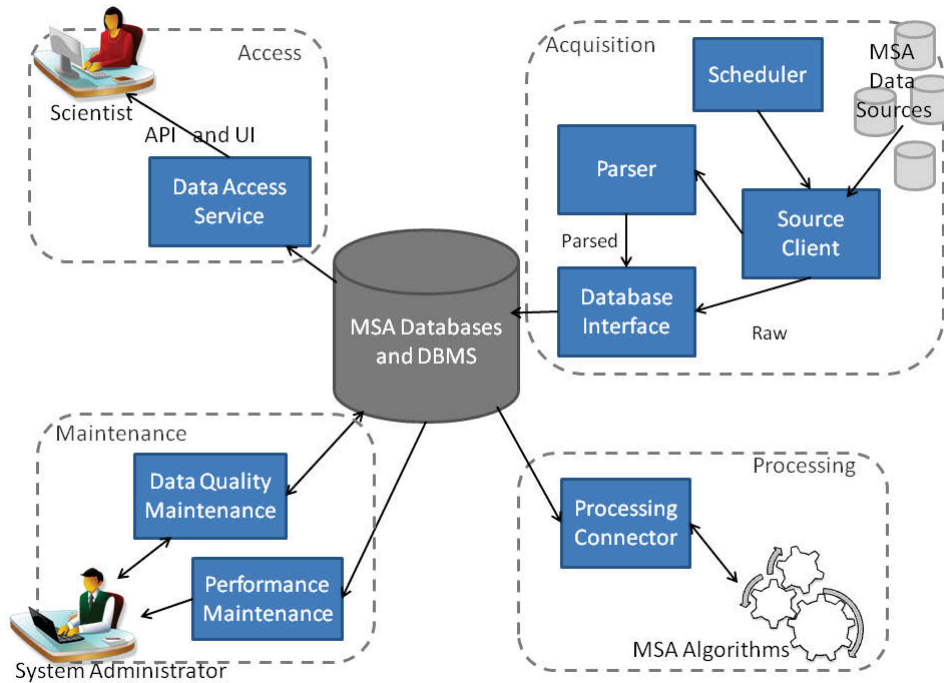 Access
Scientist
API and UI
Data Access
Service
Acquisition
Scheduler
MSA
Data
Sources
Parser
Source
Client
Parsed
Database
Interface
Raw
MSA Databases
and DBMS
Maintenance
Data Quality
Maintenance
Performance
Maintenance
System Administrator
Processing
Processing
Connector
MSA Algorithms